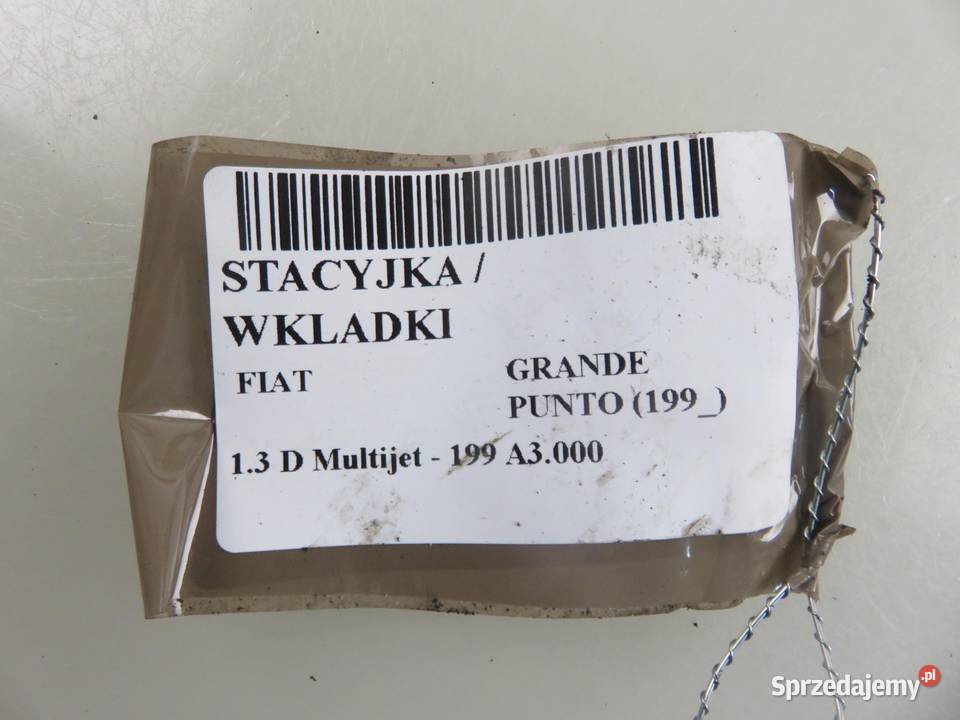 STACYJKA /
WKLADKI
FIAT
GRANDE
PUNTO (199_)
1.3 D Multijet - 199 A3.000
Sprzedajemy.pl